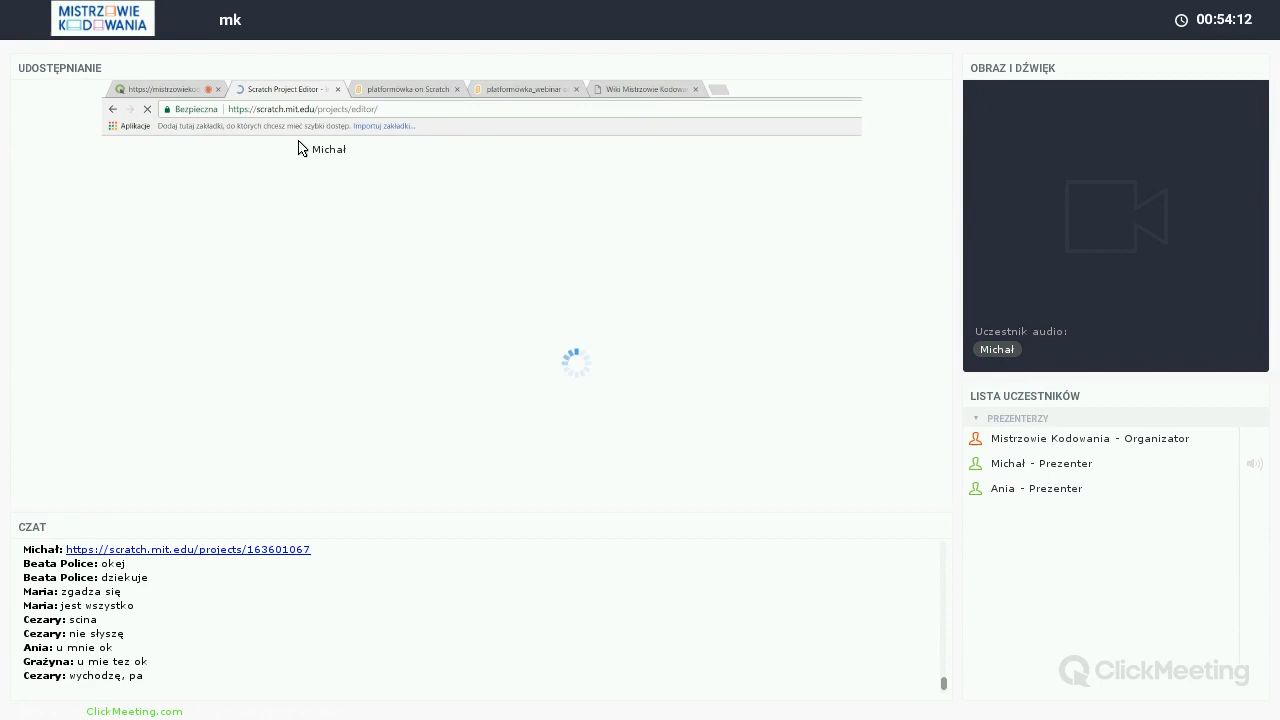 MISTRZOWIE
KODOWANIA
mk
00:54:12
UDOSTĘPNIANIE
https://mistrzowieko
Scratch Project Editor -
platformówka on Scratch
platformowka_webinar
Wiki Mistrzowie Kodowa
Bezpieczna
https://scratch.mit.edu/projects/editor/
Aplikacje
Dodaj tutaj zakładki, do których chcesz mieć szybki dostęp. Importuj zakładki...
Michał
OBRAZ I DŹWIĘK
Uczestnik audio:
Michał
LISTA UCZESTNIKÓW
PREZENTERZY
Mistrzowie Kodowania - Organizator
Michał - Prezenter
Ania - Prezenter
CZAT
Michał: https://scratch.mit.edu/projects/163601067
Beata Police: okej
Beata Police: dziekuje
Maria: zgadza się
Maria: jest wszystko
Cezary: scina
Cezary: nie słyszę
Ania: u mnie ok
Grażyna: u mie tez ok
Cezary: wychodzę, pa
ClickMeeting
ClickMeeting.com